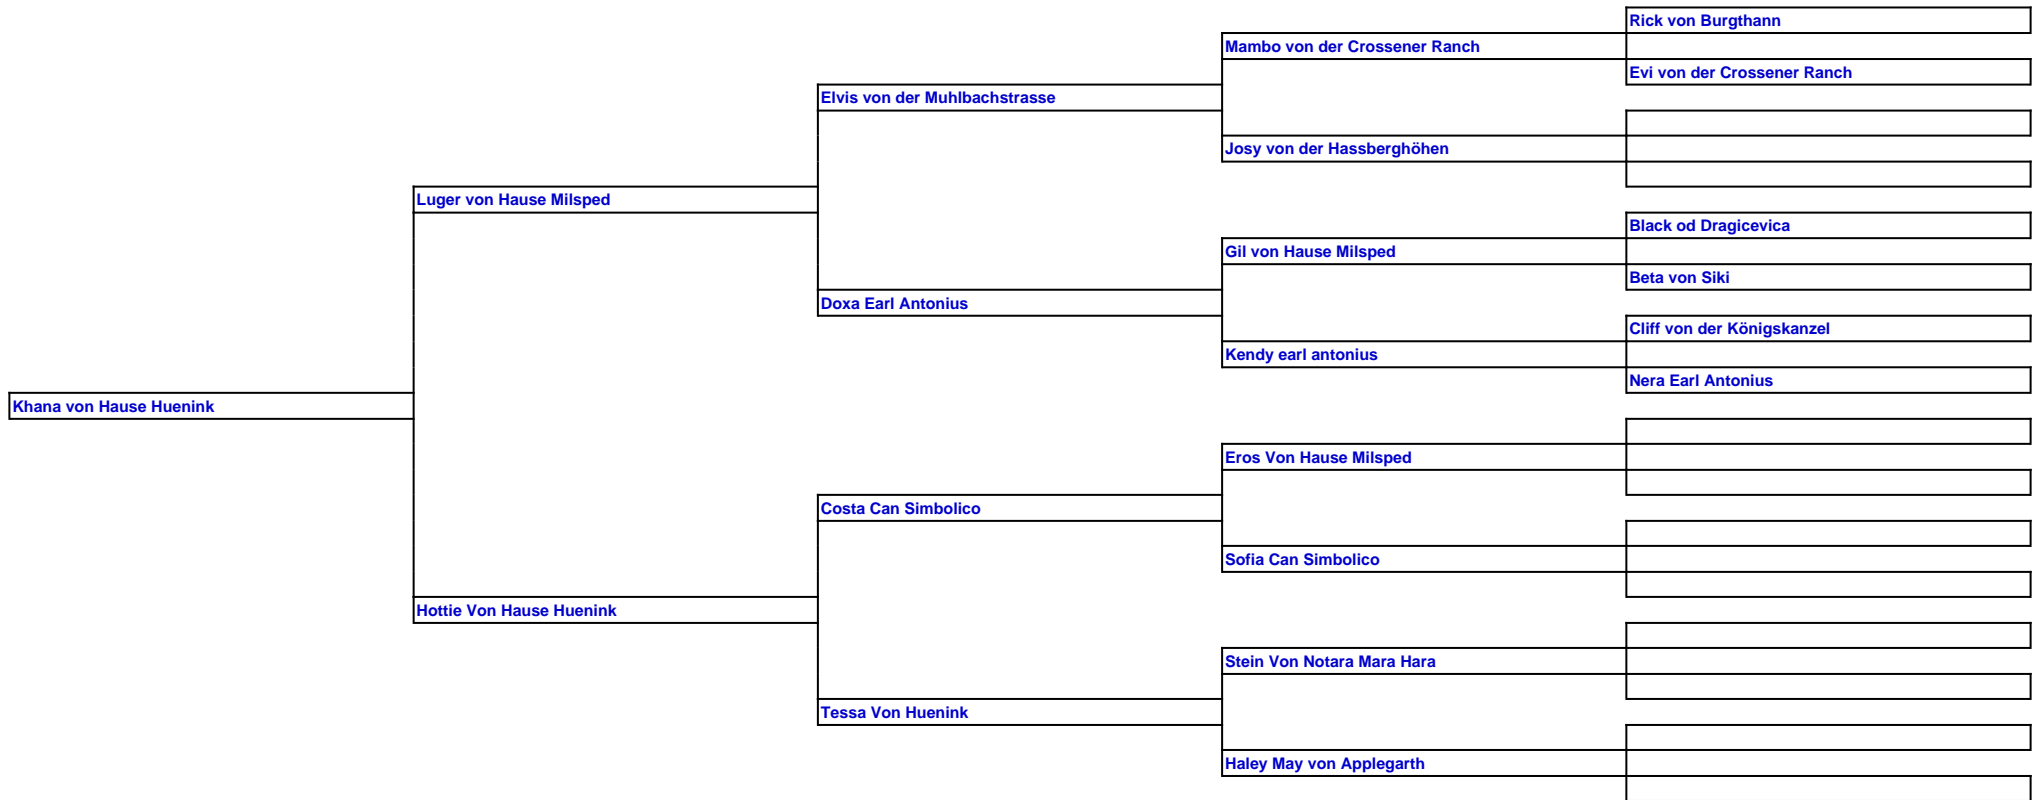 Rick von Burgthann
Mambo von der Crossener Ranch
Evi von der Crossener Ranch
Elvis von der Muhlbachstrasse
Josy von der Hassberghöhen
Luger von Hause Milsped
Black od Dragicevica
Gil von Hause Milsped
Beta von Siki
Doxa Earl Antonius
Cliff von der Königskanzel
Kendy earl antonius
Nera Earl Antonius
Khana von Hause Huenink
Eros Von Hause Milsped
Costa Can Simbolico
Sofia Can Simbolico
Hottie Von Hause Huenink
Stein Von Notara Mara Hara
Tessa Von Huenink
Haley May von Applegarth